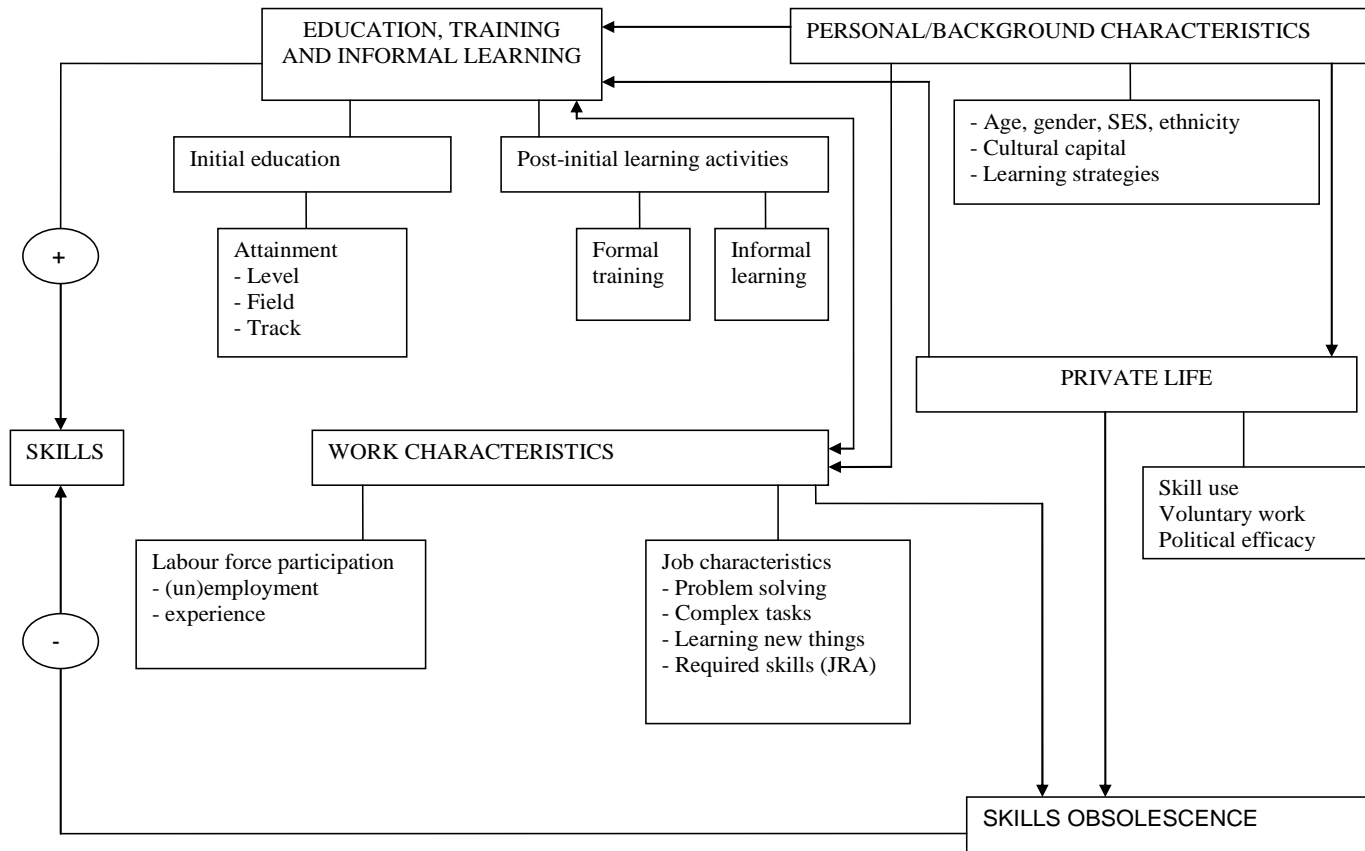 EDUCATION, TRAINING
AND INFORMAL LEARNING
PERSONAL/BACKGROUND CHARACTERISTICS
- Age, gender, SES, ethnicity
- Cultural capital
- Learning strategies
Initial education
Post-initial learning activities
Attainment
- Level
- Field
- Track
Formal
training
Informal
learning
+
PRIVATE LIFE
SKILLS
WORK CHARACTERISTICS
Skill use
Voluntary work
Political efficacy
Labour force participation
- (un)employment
- experience
Job characteristics
- Problem solving
- Complex tasks
- Learning new things
- Required skills (JRA)
-
SKILLS OBSOLESCENCE